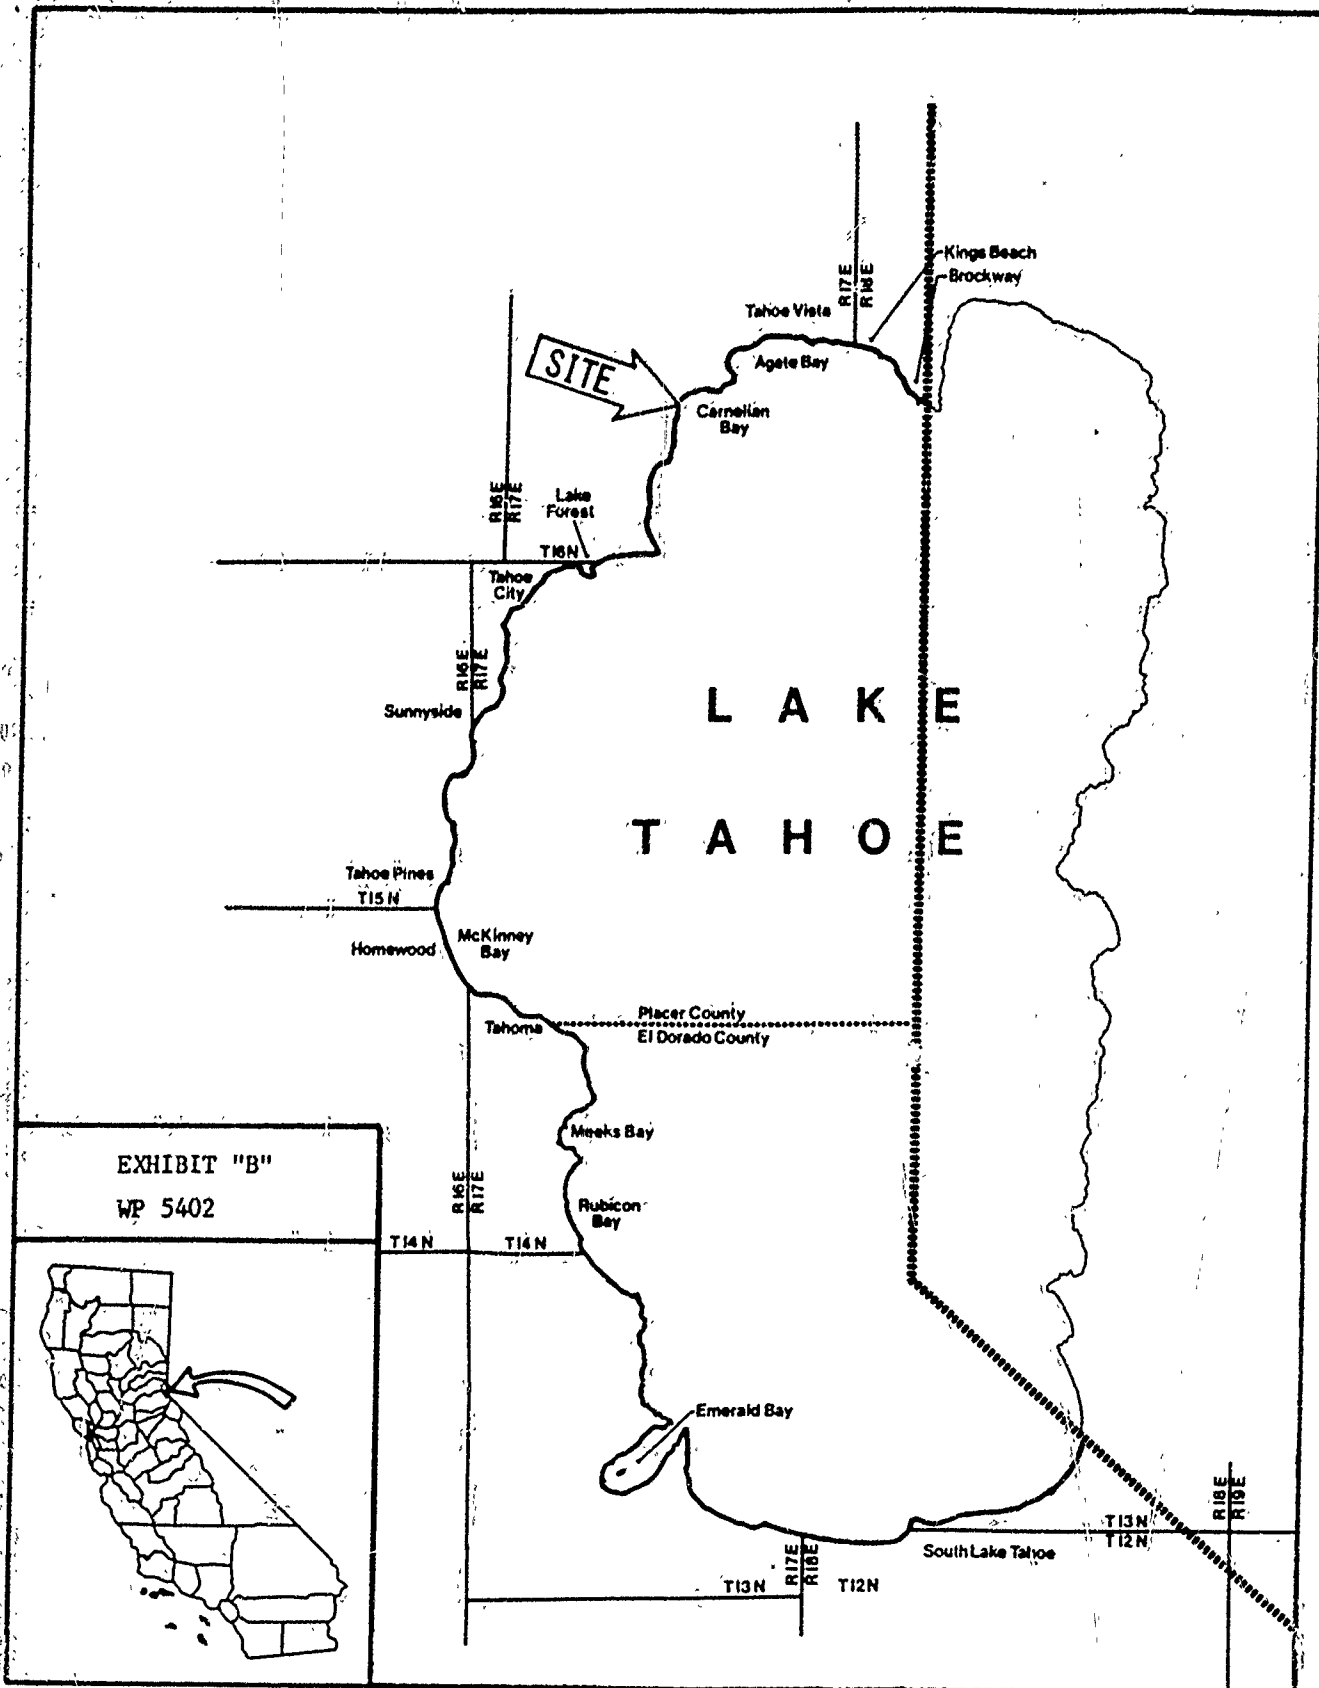 Kings Beach
Brockway
R17E
R18E
Tahoe Vista
Agate Bay
SITE
Carnelian
Bay
R16E
R17E
Lake
Forest
T16N
Tahoe
City
R16E
R17E
Sunnyside
LAKE
TAHOE
Tahoe Pines
T15N
Homewood
McKinney
Bay
Tahoma
Placer County
El Dorado County
Meeks Bay
EXHIBIT "B"
WP 5402
R16E
R17E
Rubicon
Bay
T14N
T14N
Emerald Bay
R18E
R19E
T13N
T12N
South Lake Tahoe
R17E
R18E
T13N
T12N